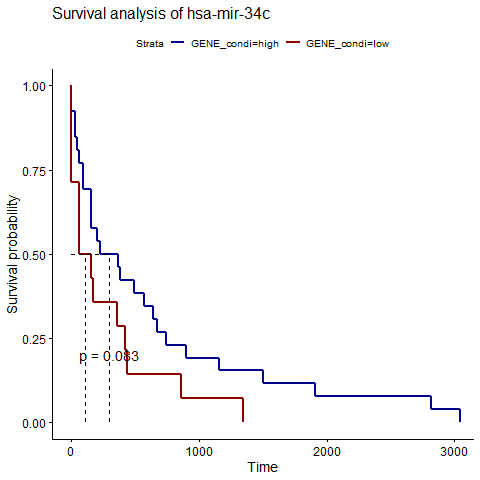 Survival analysis of hsa-mir-34c
Strata GENE_condi=high GENE_condi=low
Survival probability
1.00
0.75
0.50
0.25
0.00
p = 0.083
0 1000 2000 3000
Time